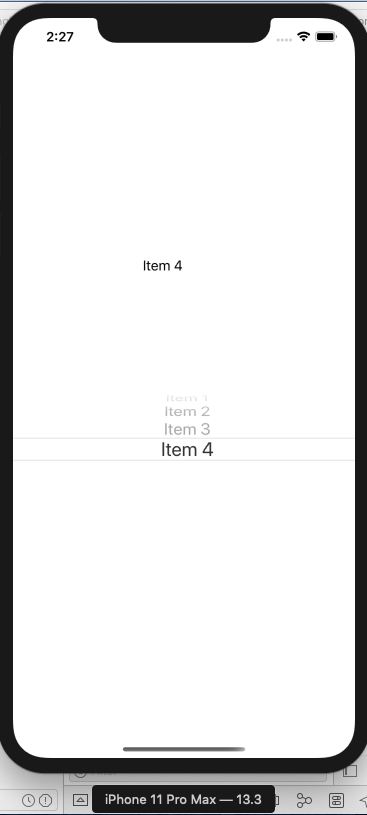 2:27
Item 4
Item 1
Item 2
Item 3
Item 4
iPhone 11 Pro Max — 13.3